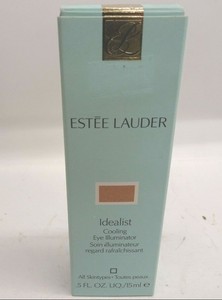 ESTĒE LAUDER
Idealist
Cooling
Eye Illuminator
Soin illuminateur
regard rafraîchissant
All Skintypes • Toutes peaux
.5 FL. OZ. LIQ./15ml ℮